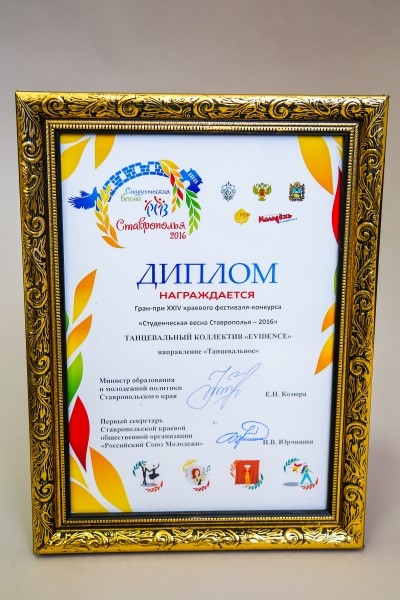 Студенческая
весна
Ставрополья
2016
ДИПЛОМ
НАГРАЖДАЕТСЯ
Гран-при XXIV краевого фестиваля-конкурса
«Студенческая весна Ставрополья – 2016»
ТАНЦЕВАЛЬНЫЙ КОЛЛЕКТИВ «EVIDENCE»
направление «Танцевальное»
Министр образования
и молодежной политики
Ставропольского края
Е.Н. Козюра
Первый секретарь
Ставропольской краевой
общественной организации
«Российский Союз Молодежи»
И.В. Юрчишин